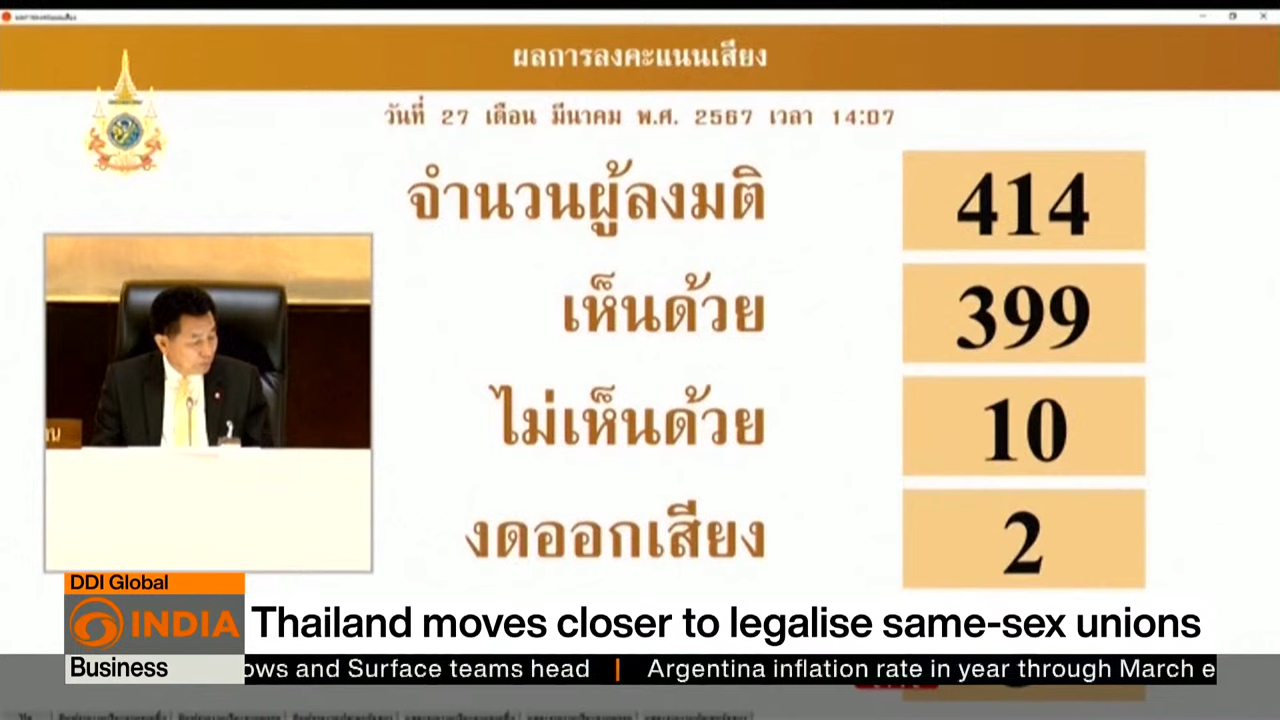 ผลการลงคะแนนเสียง
วันที่ 27 เดือน มีนาคม พ.ศ. 2567 เวลา 14:07
จำนวนผู้ลงมติ 414
เห็นด้วย 399
ไม่เห็นด้วย 10
งดออกเสียง 2
DDI Global
INDIA
Thailand moves closer to legalise same-sex unions
Business
ows and Surface teams head | Argentina inflation rate in year through March e